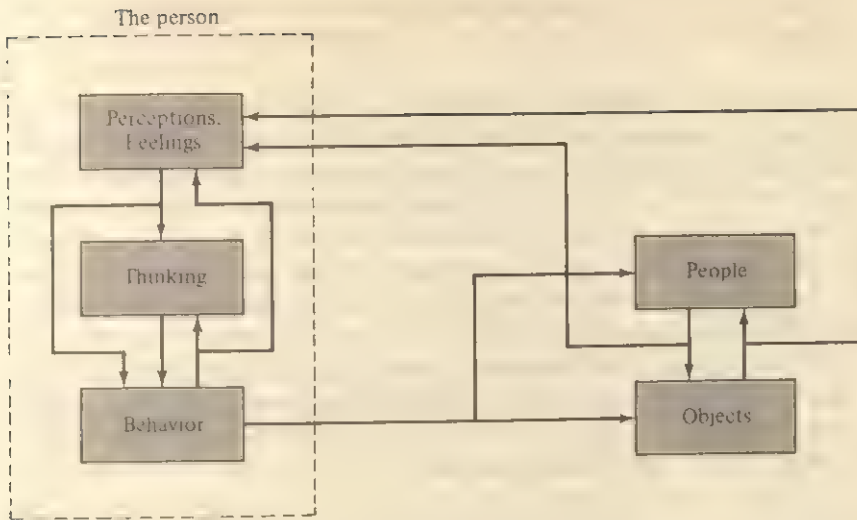 The person
Perceptions,
Feelings
Thinking
People
Behavior
Objects